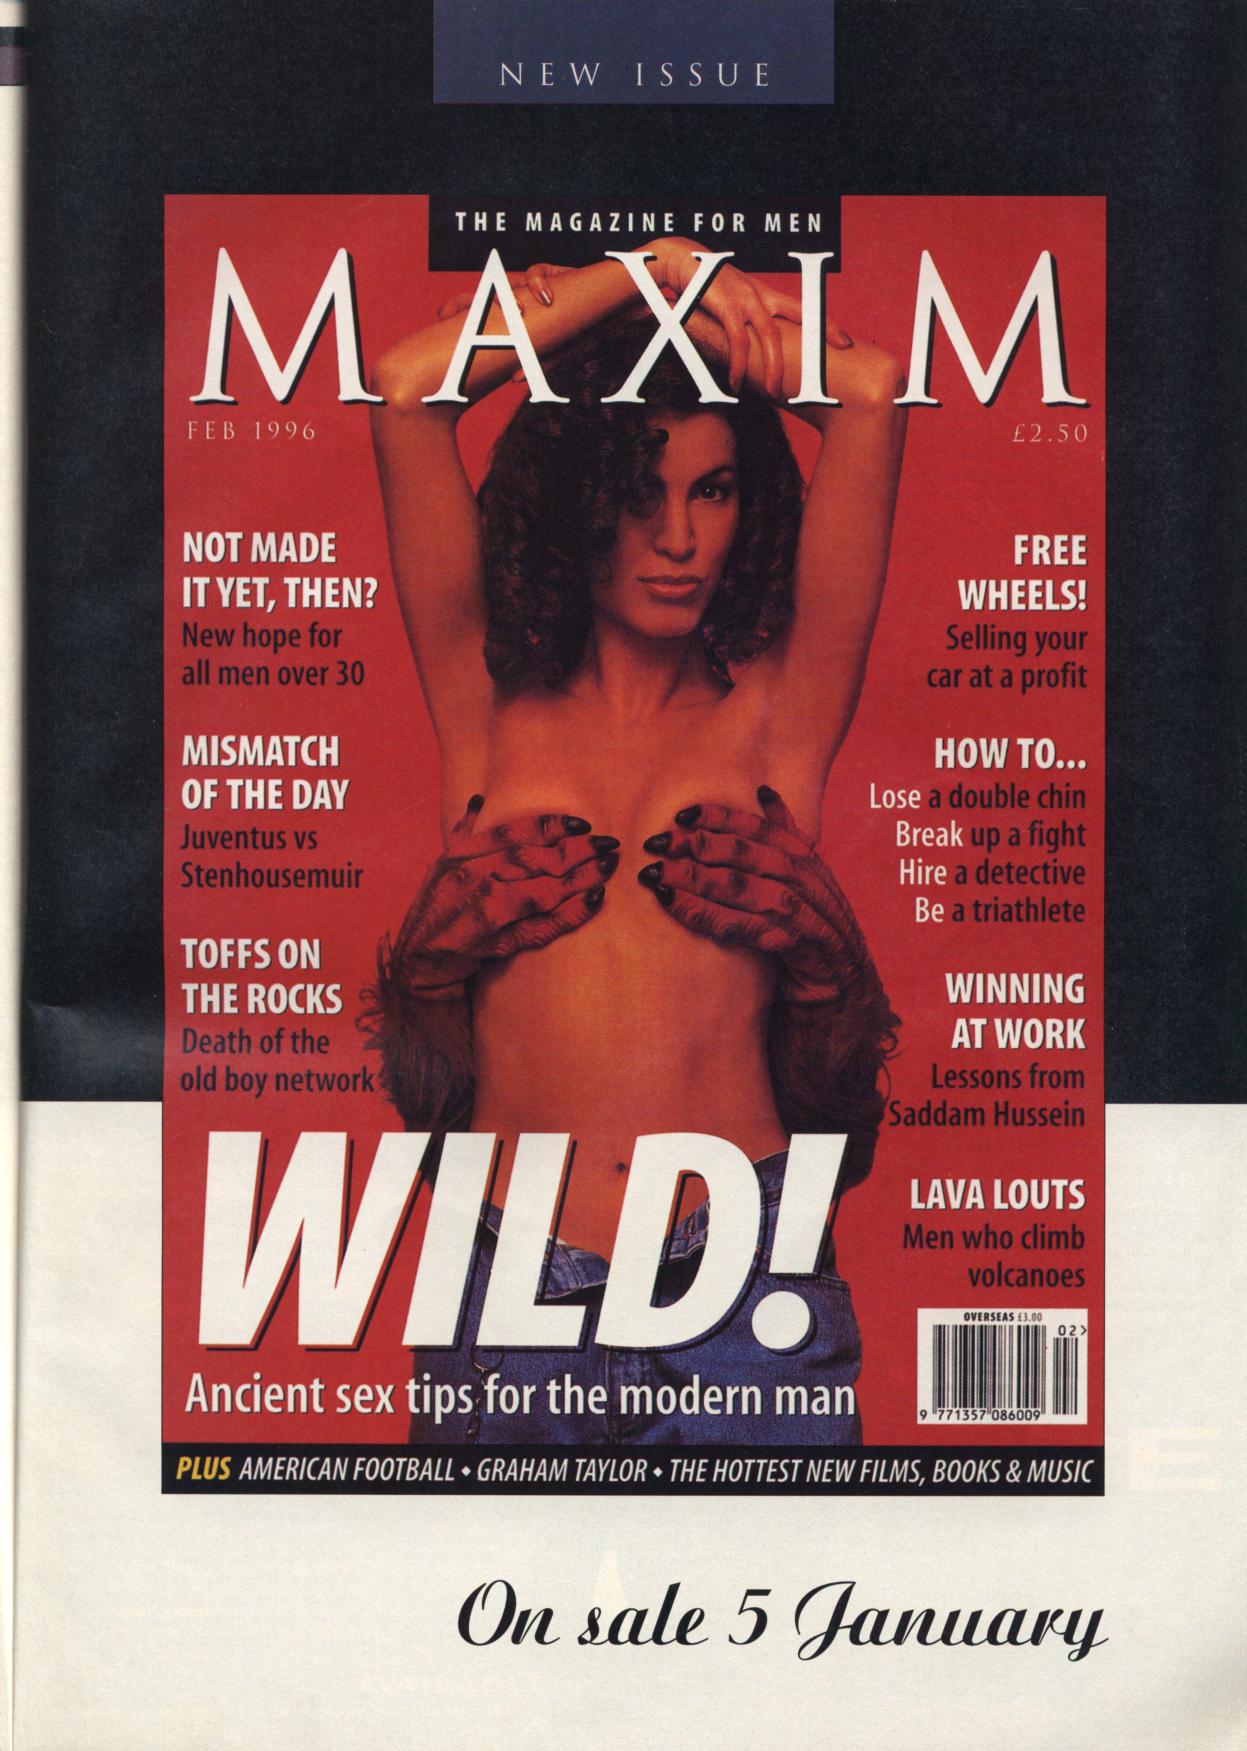 NEW ISSUE
THE MAGAZINE FOR MEN
MAXIM
FEB 1996
£2.50
NOT MADE
IT YET, THEN?
New hope for
all men over 30
MISMATCH
OF THE DAY
Juventus vs
Stenhousemuir
TOFFS ON
THE ROCKS
Death of the
old boy network
FREE
WHEELS!
Selling your
car at a profit
HOW TO...
Lose a double chin
Break up a fight
Hire a detective
Be a triathlete
WINNING
AT WORK
Lessons from
Saddam Hussein
LAVA LOUTS
Men who climb
volcanoes
WILD!
Ancient sex tips for the modern man
OVERSEAS £3.00
02>
9 771357 086009
PLUS AMERICAN FOOTBALL • GRAHAM TAYLOR • THE HOTTEST NEW FILMS, BOOKS & MUSIC
On sale 5 January